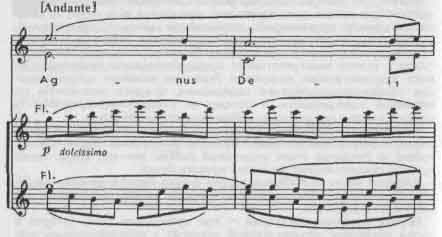 [Andante]
Ag - nus De - i,
Fl.
p dolcissimo
Fl.